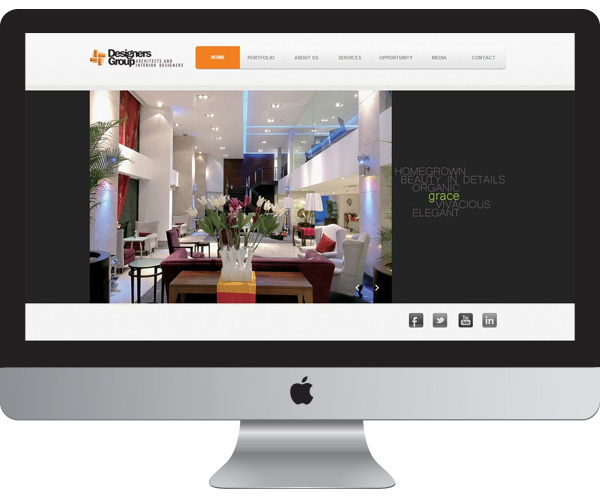 Designers
Group ARCHITECTS AND
INTERIOR DESIGNERS
HOME PORTFOLIO ABOUT US SERVICES OPPORTUNITY MEDIA CONTACT
HOMEGROWN
BEAUTY IN DETAILS
ORGANIC
grace
VIVACIOUS
ELEGANT
You
Tube
in